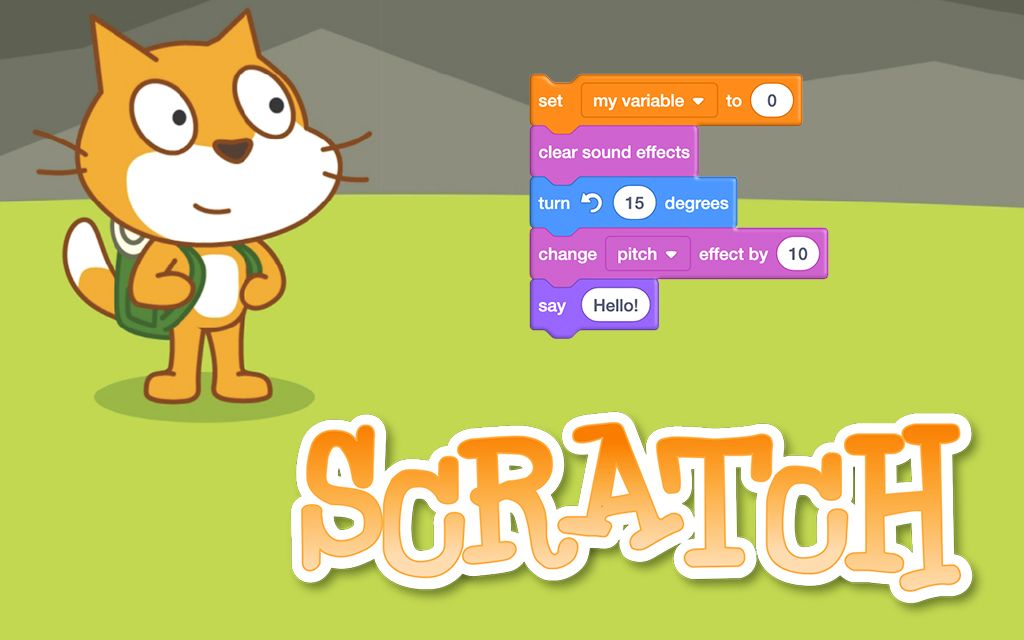 set my variable to 0
clear sound effects
turn 15 degrees
change pitch effect by 10
say Hello!
SCRATCH